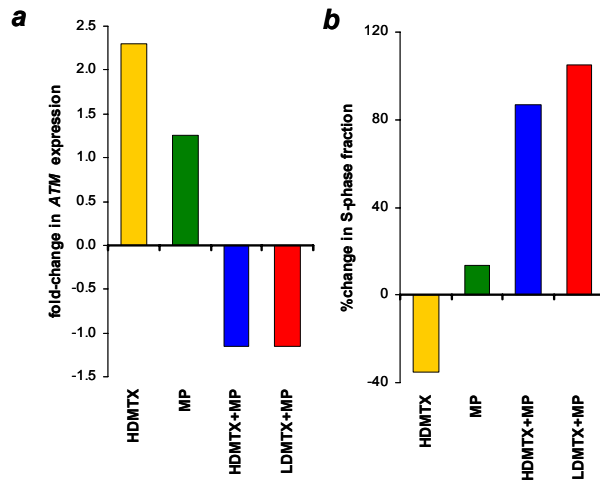 a
fold-change in ATM expression
2.5
2.0
1.5
1.0
0.5
0.0
-0.5
-1.0
-1.5
HDMTX
MP
HDMTX+MP
LDMTX+MP
b
%change in S-phase fraction
120
80
40
0
-40
HDMTX
MP
HDMTX+MP
LDMTX+MP